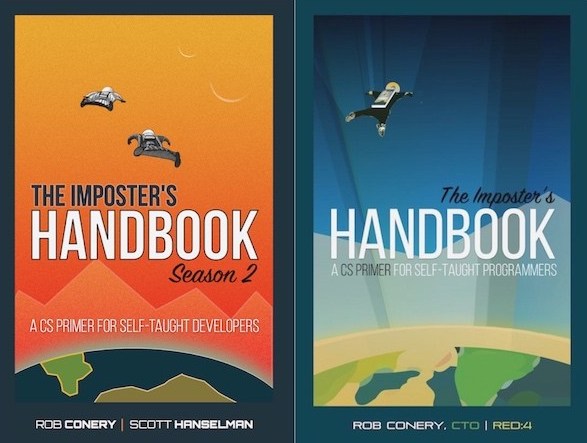 THE IMPOSTER'S
HANDBOOK
Season 2
A CS PRIMER FOR SELF-TAUGHT DEVELOPERS
ROB CONERY | SCOTT HANSELMAN
The Imposter's
HANDBOOK
A CS PRIMER FOR SELF-TAUGHT PROGRAMMERS
ROB CONERY, CTO | RED:4